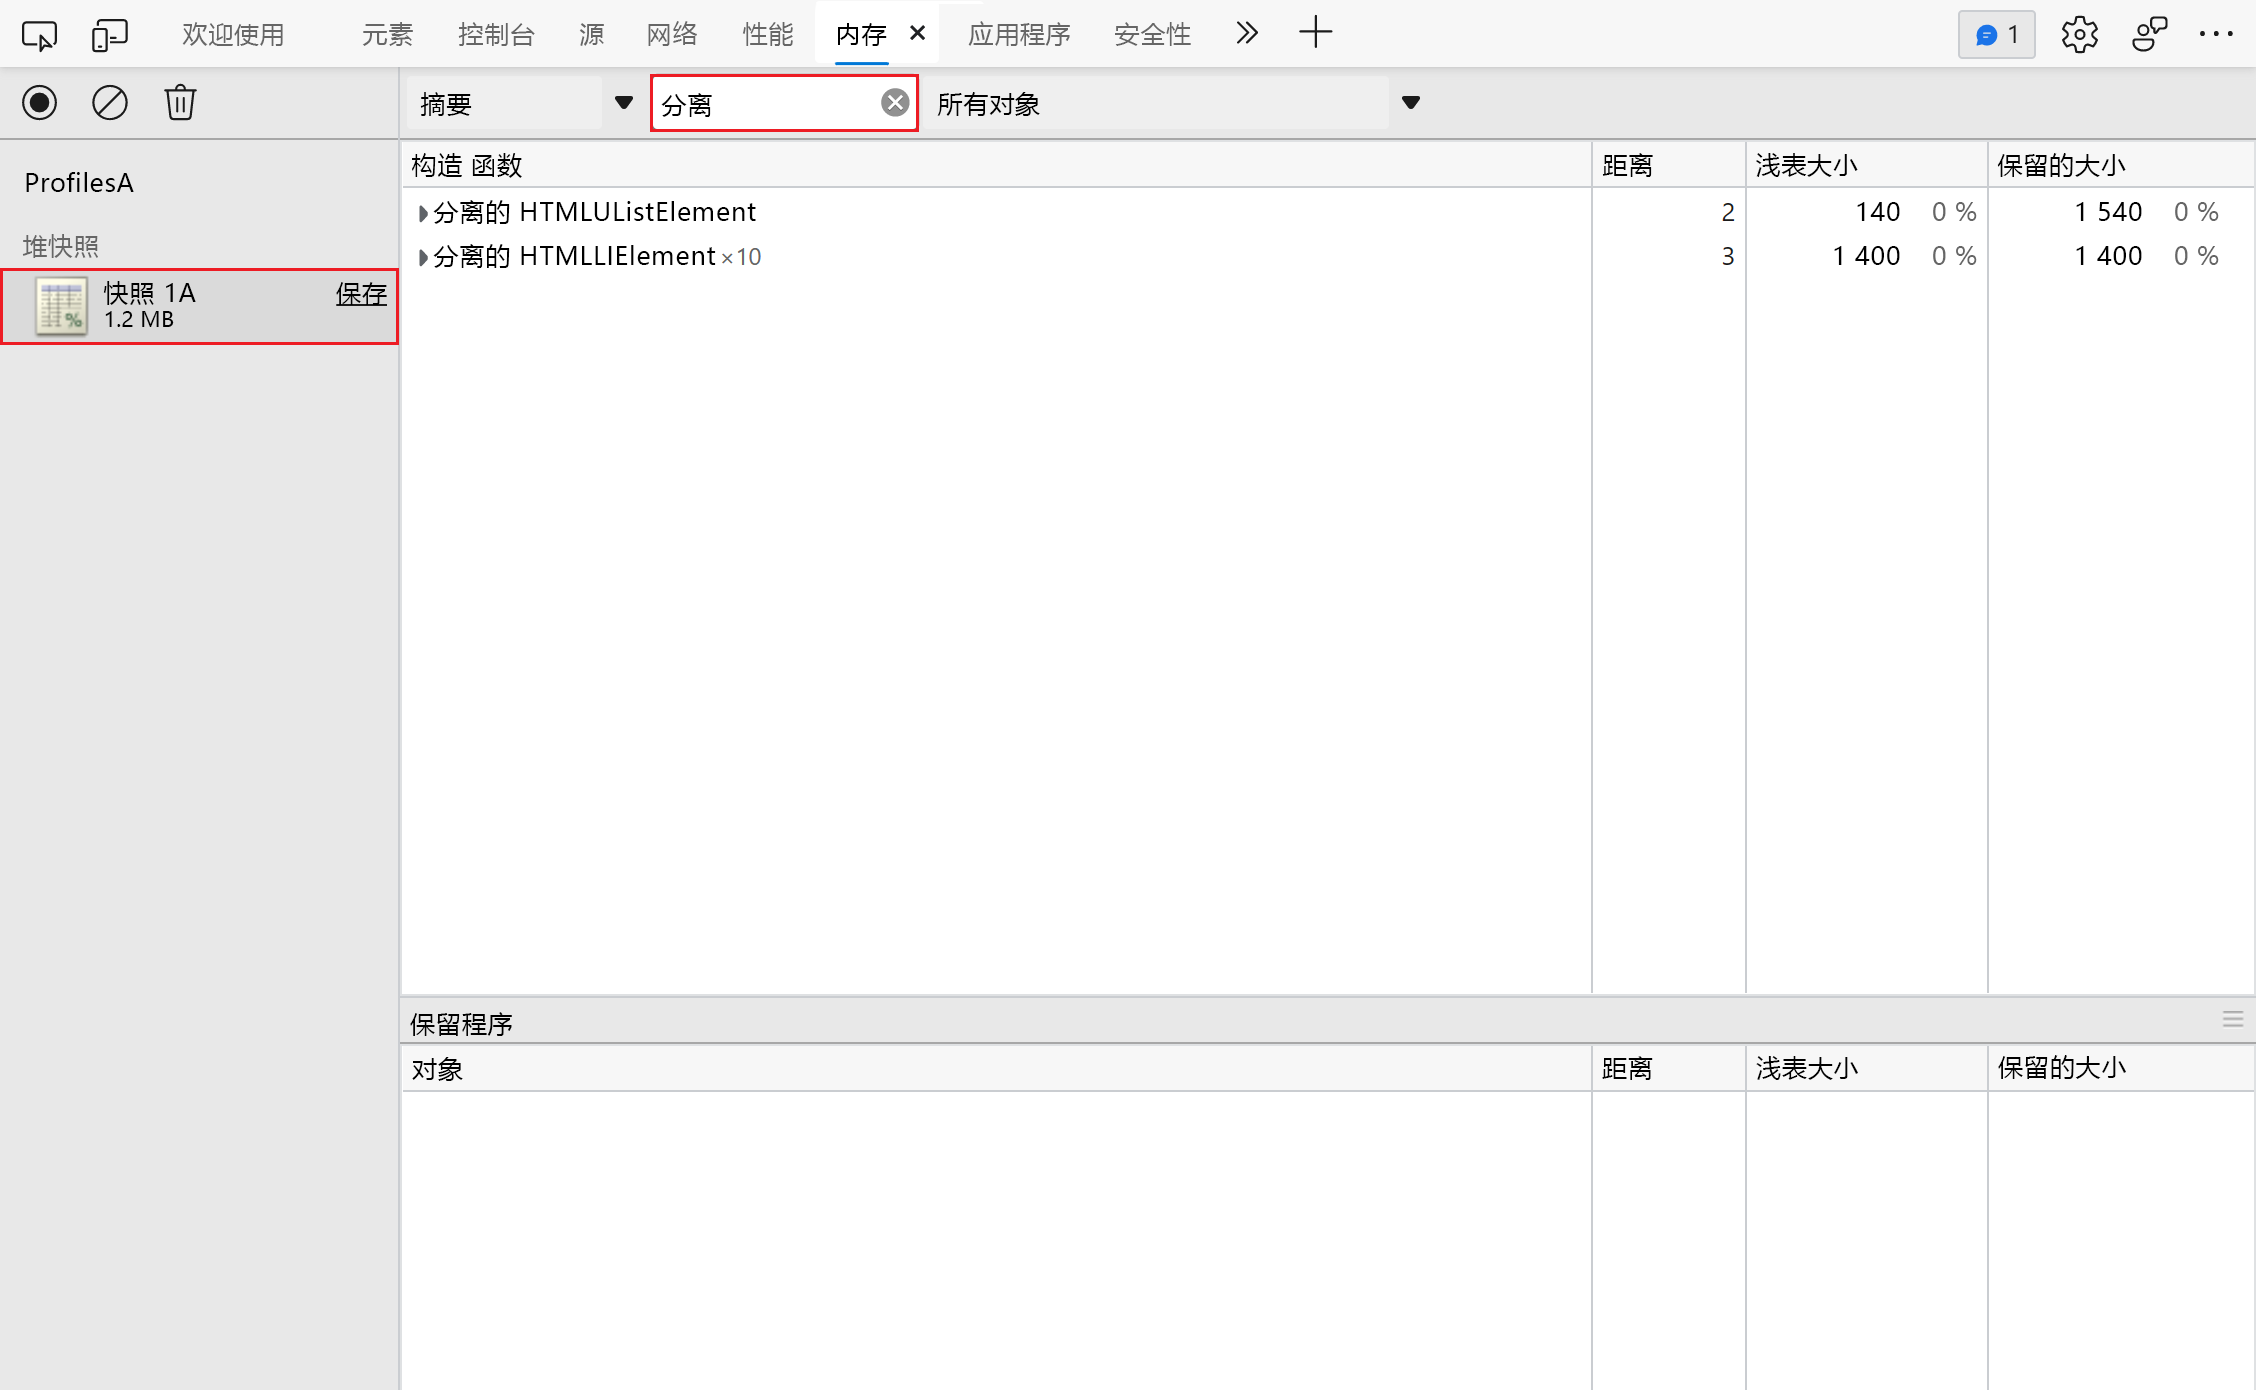 欢迎使用 元素 控制台 源 网络 性能 内存 应用程序 安全性 1
摘要 分离 所有对象
ProfilesA
堆快照
快照 1A 保存
1.2 MB
构造 函数 距离 浅表大小 保留的大小
分离的 HTMLUListElement 2 140 0 % 1 540 0 %
分离的 HTMLLIElement ×10 3 1 400 0 % 1 400 0 %
保留程序
对象 距离 浅表大小 保留的大小